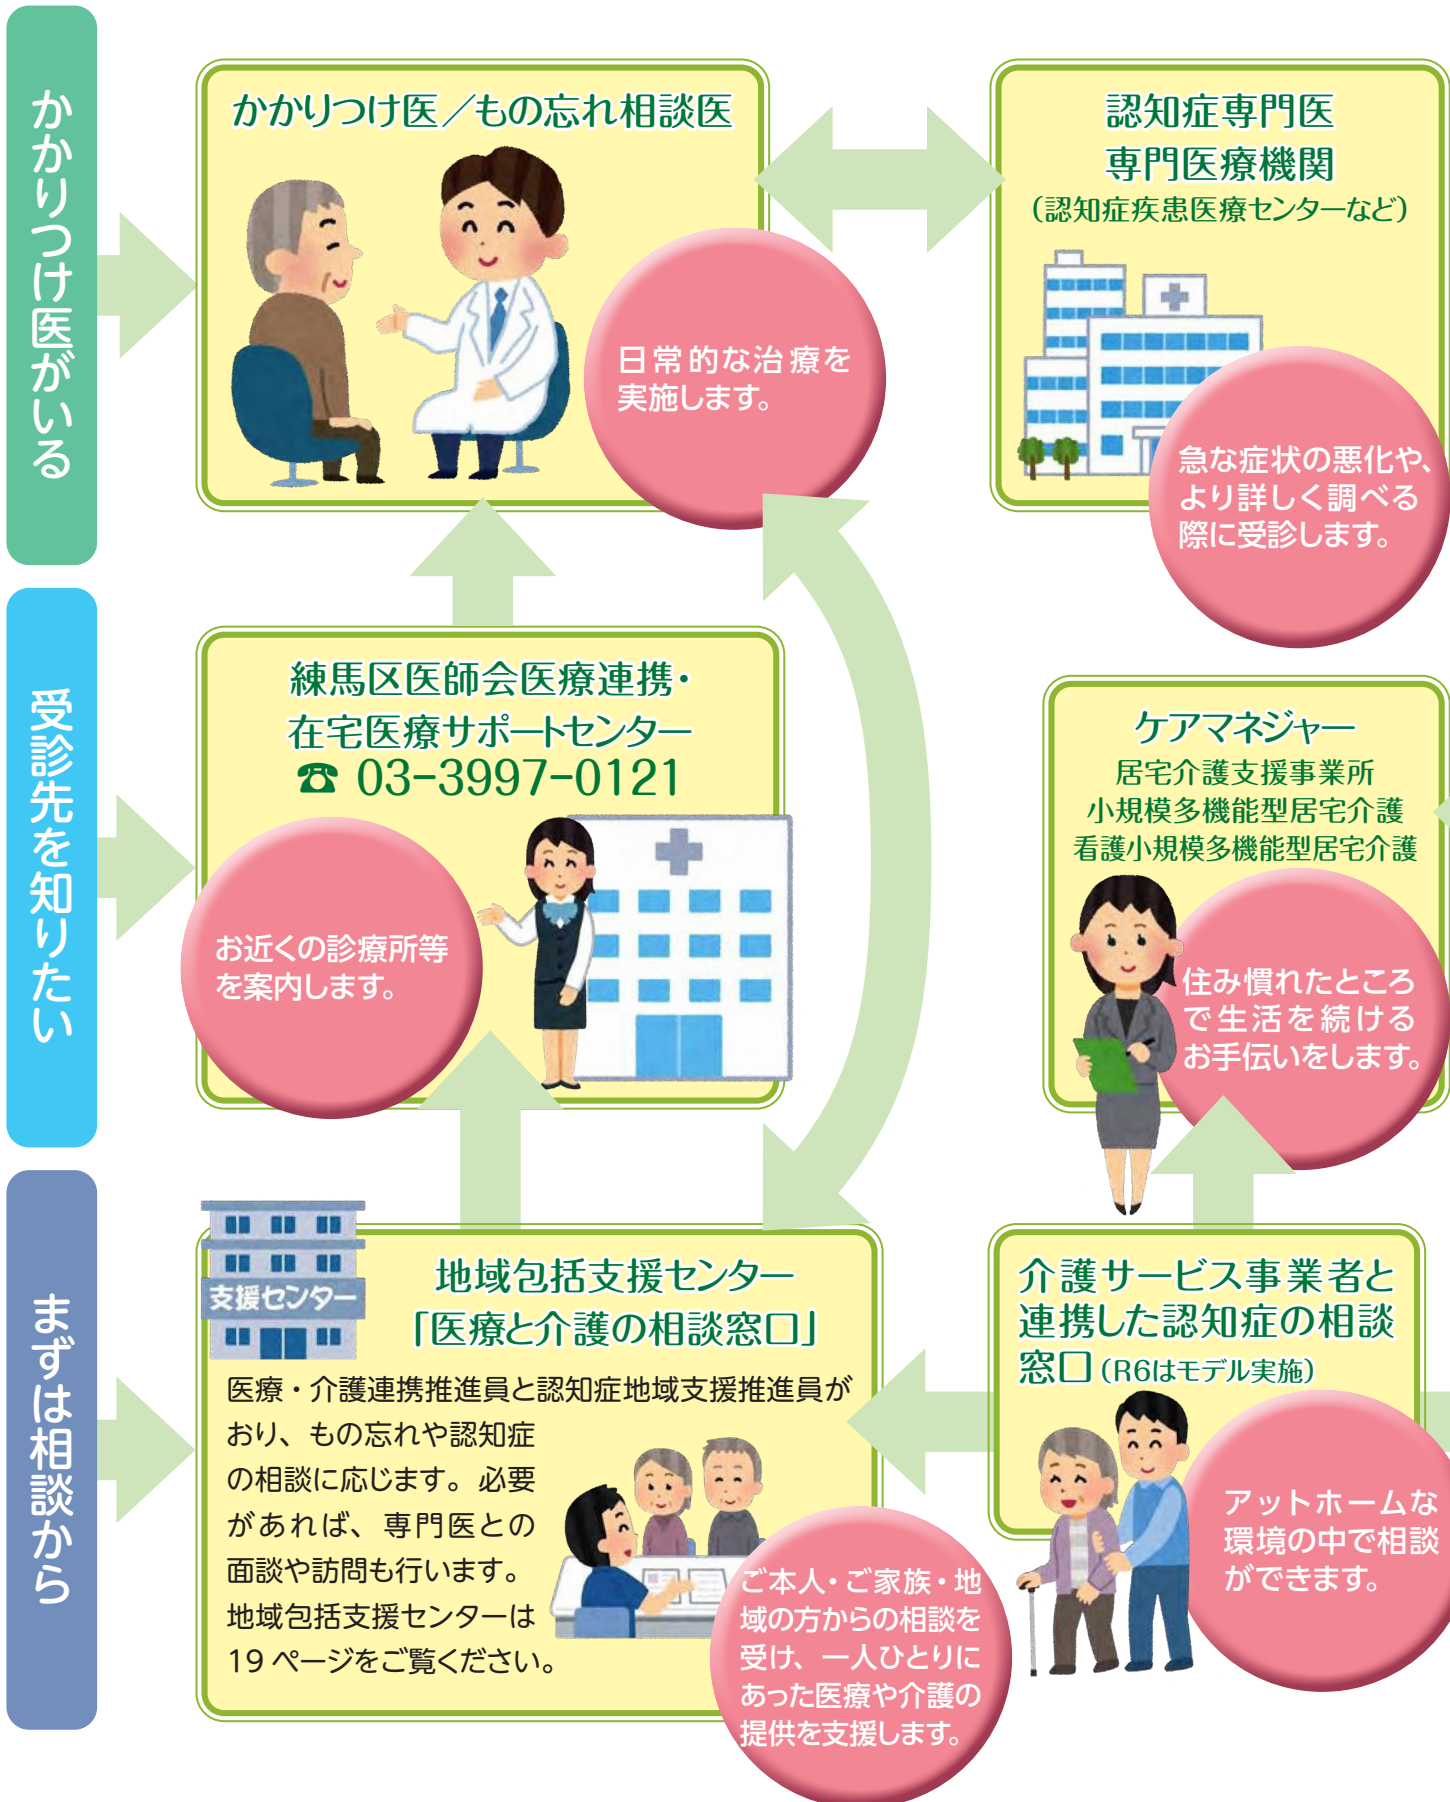 かかりつけ医がいる
かかりつけ医／もの忘れ相談医
日常的な治療を
実施します。
認知症専門医
専門医療機関
（認知症疾患医療センターなど）
急な症状の悪化や、
より詳しく調べる
際に受診します。
受診先を知りたい
練馬区医師会医療連携・
在宅医療サポートセンター
☎ 03-3997-0121
お近くの診療所等
を案内します。
ケアマネジャー
居宅介護支援事業所
小規模多機能型居宅介護
看護小規模多機能型居宅介護
住み慣れたところ
で生活を続ける
お手伝いをします。
まずは相談から
支援センター
地域包括支援センター
「医療と介護の相談窓口」
医療・介護連携推進員と認知症地域支援推進員が
おり、もの忘れや認知症
の相談に応じます。必要
があれば、専門医との
面談や訪問も行います。
地域包括支援センターは
19 ページをご覧ください。
ご本人・ご家族・地
域の方からの相談を
受け、一人ひとりに
あった医療や介護の
提供を支援します。
介護サービス事業者と
連携した認知症の相談
窓口（R6はモデル実施）
アットホームな
環境の中で相談
ができます。